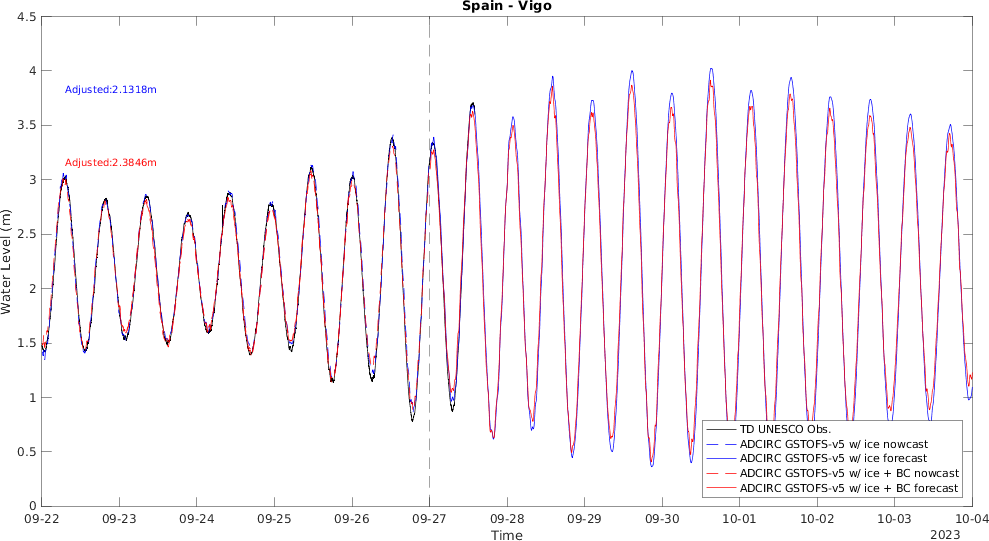 Spain - Vigo
4.5
4
3.5
3
2.5
2
1.5
1
0.5
0
Water Level (m)
Adjusted:2.1318m
Adjusted:2.3846m
TD UNESCO Obs.
ADCIRC GSTOFS-v5 w/ ice nowcast
ADCIRC GSTOFS-v5 w/ ice forecast
ADCIRC GSTOFS-v5 w/ ice + BC nowcast
ADCIRC GSTOFS-v5 w/ ice + BC forecast
09-22 09-23 09-24 09-25 09-26 09-27 09-28 09-29 09-30 10-01 10-02 10-03 10-04
Time
2023